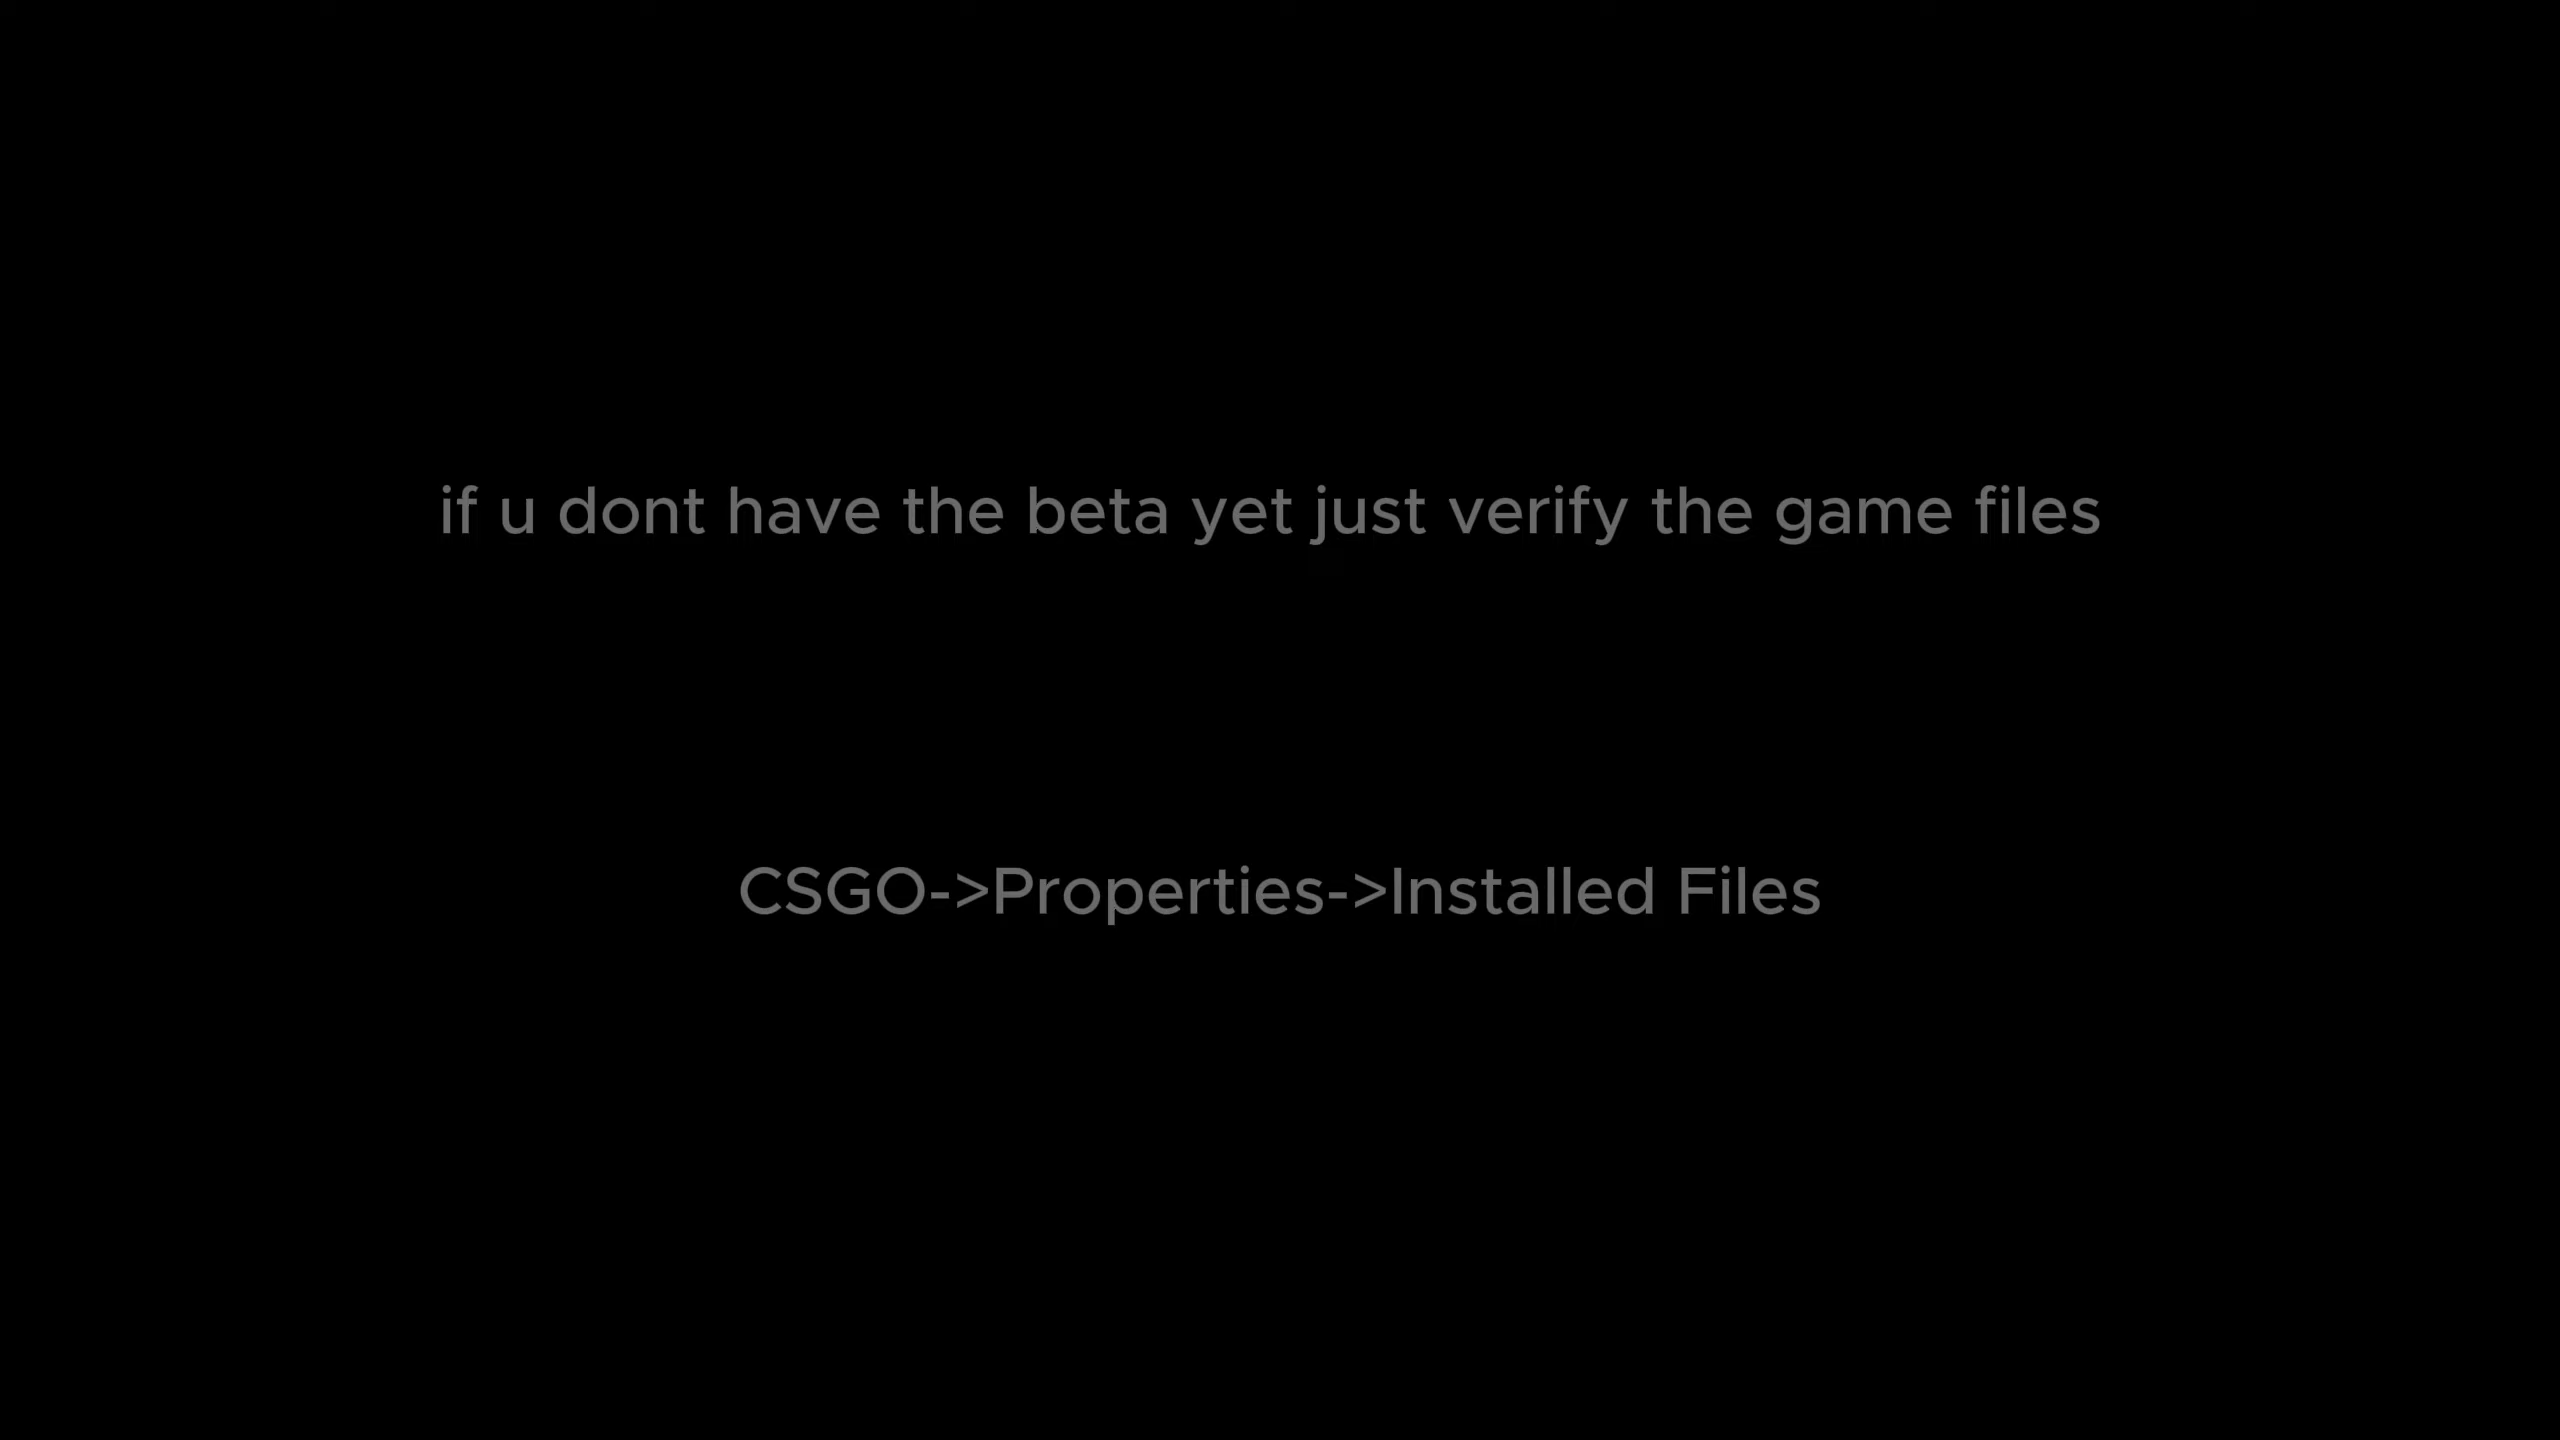 if u dont have the beta yet just verify the game files
CSGO->Properties->Installed Files